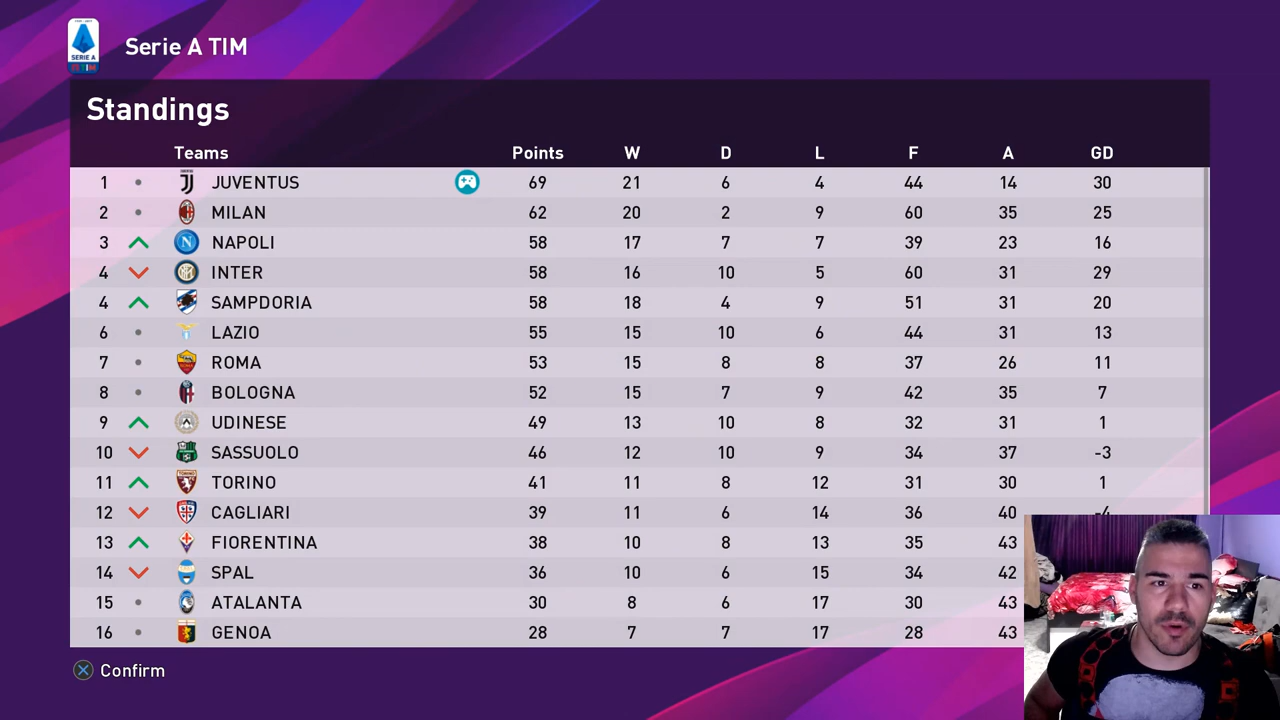 SERIE A
TIM
Serie A TIM
Standings
Teams Points W D L F A GD
1 JUVENTUS 69 21 6 4 44 14 30
2 MILAN 62 20 2 9 60 35 25
3 NAPOLI 58 17 7 7 39 23 16
4 INTER 58 16 10 5 60 31 29
4 SAMPDORIA 58 18 4 9 51 31 20
6 LAZIO 55 15 10 6 44 31 13
7 ROMA 53 15 8 8 37 26 11
8 BOLOGNA 52 15 7 9 42 35 7
9 UDINESE 49 13 10 8 32 31 1
10 SASSUOLO 46 12 10 9 34 37 -3
11 TORINO 41 11 8 12 31 30 1
12 CAGLIARI 39 11 6 14 36 40 -4
13 FIORENTINA 38 10 8 13 35 43
14 SPAL 36 10 6 15 34 42
15 ATALANTA 30 8 6 17 30 43
16 GENOA 28 7 7 17 28 43
Confirm